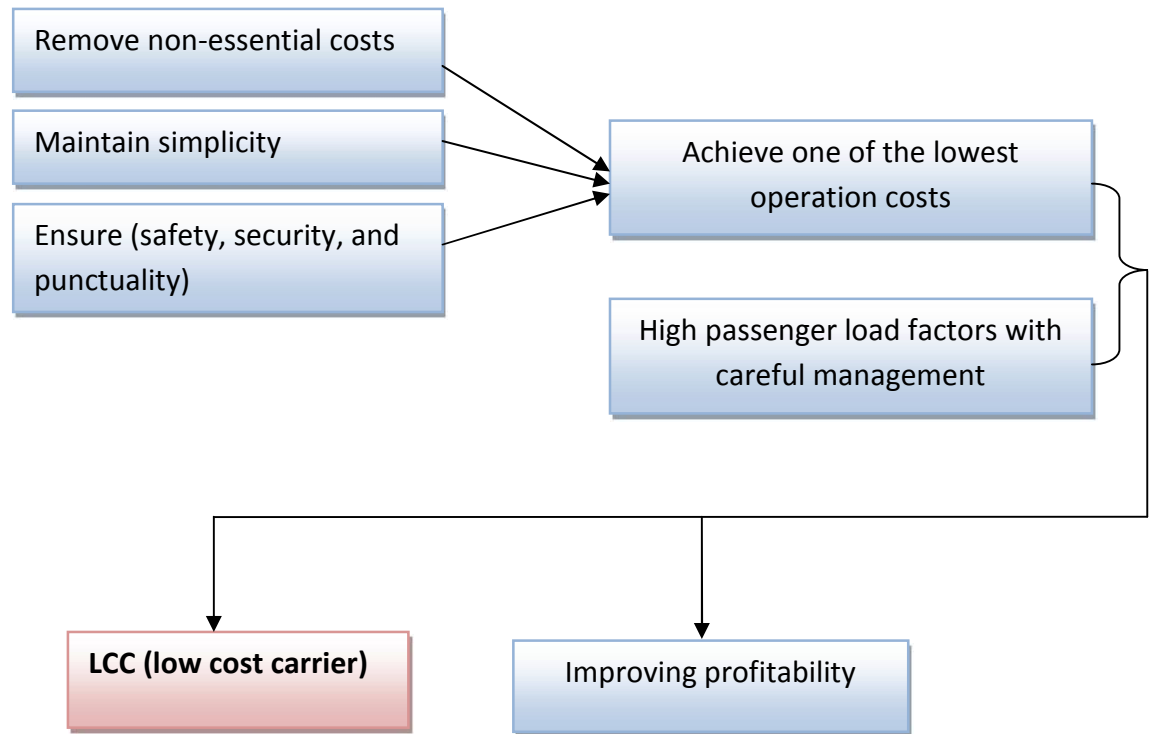 Remove non-essential costs
Maintain simplicity
Ensure (safety, security, and
punctuality)
Achieve one of the lowest
operation costs
High passenger load factors with
careful management
LCC (low cost carrier)
Improving profitability